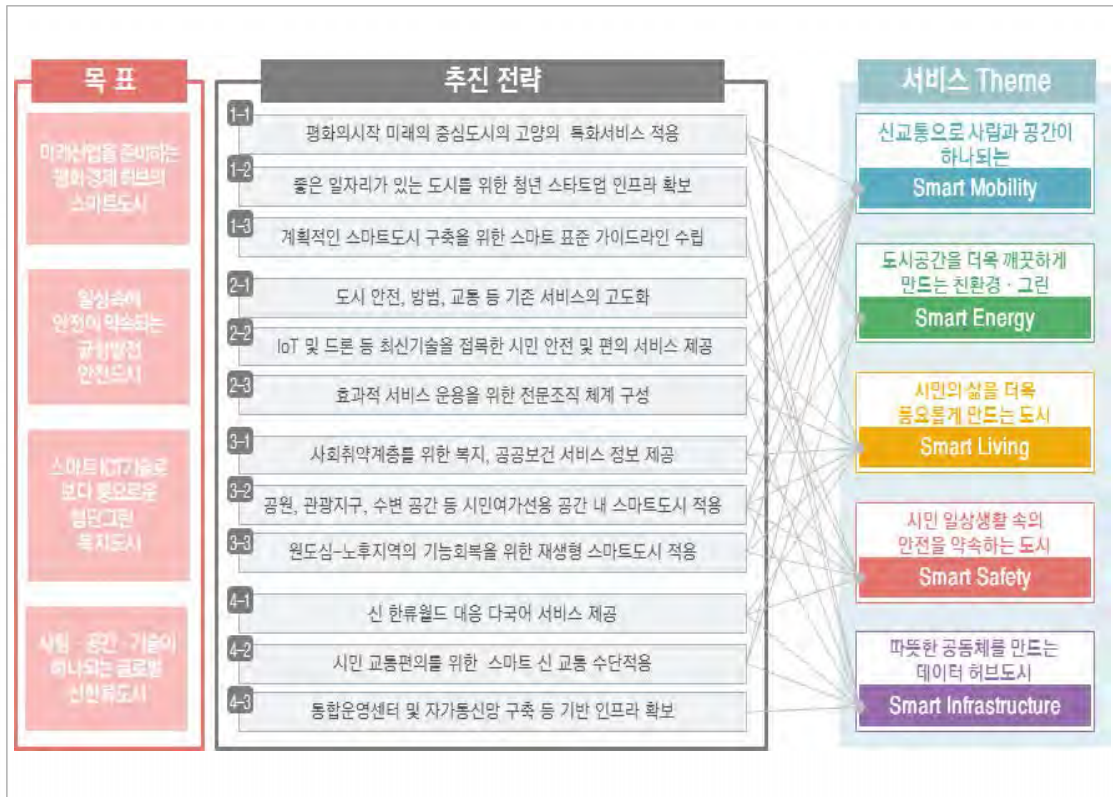 목 표
미래산업을 준비하는
평화 경제 허브의
스마트도시
일상속에
안전이 약속되는
균형발전
안전도시
스마트 ICT기술로
보다 풍요로운
첨단그린
복지도시
사람 · 공간 · 기술이
하나되는 글로벌
신한류도시
추진 전략
1-1
평화의시작 미래의 중심도시의 고양의 특화서비스 적용
1-2
좋은 일자리가 있는 도시를 위한 청년 스타트업 인프라 확보
1-3
계획적인 스마트도시 구축을 위한 스마트 표준 가이드라인 수립
2-1
도시 안전, 방범, 교통 등 기존 서비스의 고도화
2-2
IoT 및 드론 등 최신기술을 접목한 시민 안전 및 편의 서비스 제공
2-3
효과적 서비스 운용을 위한 전문조직 체계 구성
3-1
사회취약계층를 위한 복지, 공공보건 서비스 정보 제공
3-2
공원, 관광지구, 수변 공간 등 시민여가선용 공간 내 스마트도시 적용
3-3
원도심-노후지역의 기능회복을 위한 재생형 스마트도시 적용
4-1
신 한류월드 대응 다국어 서비스 제공
4-2
시민 교통편의를 위한 스마트 신 교통 수단적용
4-3
통합운영센터 및 자가통신망 구축 등 기반 인프라 확보
서비스 Theme
신교통으로 사람과 공간이
하나되는
Smart Mobility
도시공간을 더욱 깨끗하게
만드는 친환경 · 그린
Smart Energy
시민의 삶을 더욱
풍요롭게 만드는 도시
Smart Living
시민 일상생활 속의
안전을 약속하는 도시
Smart Safety
따뜻한 공동체를 만드는
데이터 허브도시
Smart Infrastructure